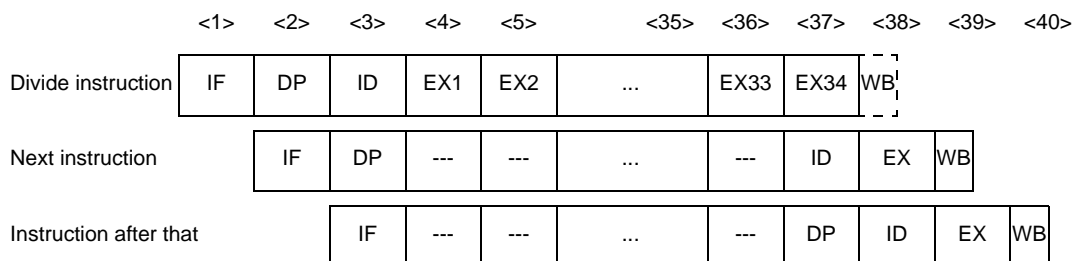 <1> <2> <3> <4> <5> <35> <36> <37> <38> <39> <40>
Divide instruction IF DP ID EX1 EX2 ... EX33 EX34 WB
Next instruction IF DP --- --- ... --- ID EX WB
Instruction after that IF --- --- ... --- DP ID EX WB